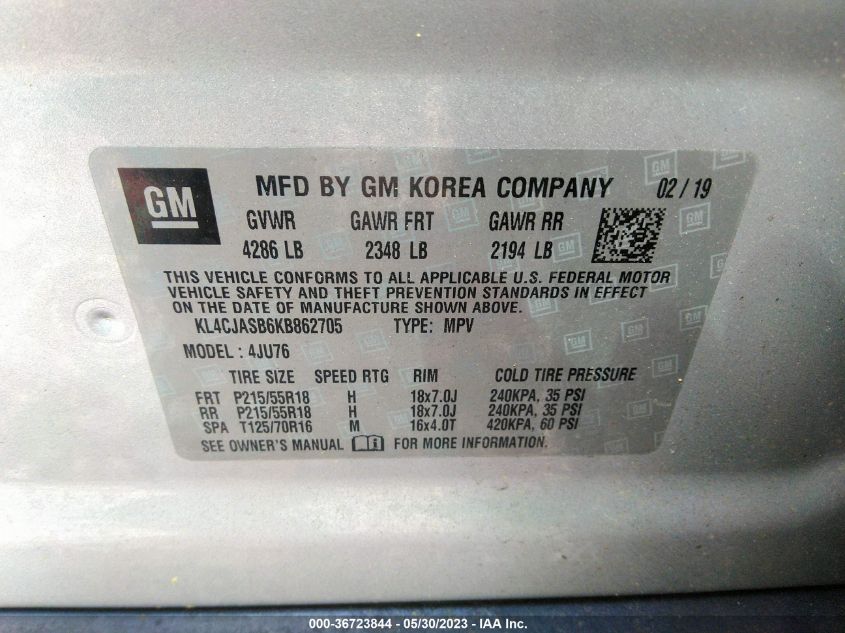 GM
MFD BY GM KOREA COMPANY 02 / 19
GVWR GAWR FRT GAWR RR
4286 LB 2348 LB 2194 LB
THIS VEHICLE CONFORMS TO ALL APPLICABLE U.S. FEDERAL MOTOR
VEHICLE SAFETY AND THEFT PREVENTION STANDARDS IN EFFECT
ON THE DATE OF MANUFACTURE SHOWN ABOVE.
KL4CJASB6KB862705 TYPE: MPV
MODEL : 4JU76
TIRE SIZE SPEED RTG RIM COLD TIRE PRESSURE
FRT P215/55R18 H 18x7.0J 240KPA, 35 PSI
RR P215/55R18 H 18x7.0J 240KPA, 35 PSI
SPA T125/70R16 M 16x4.0T 420KPA, 60 PSI
SEE OWNER'S MANUAL FOR MORE INFORMATION.
000-36723844 - 05/30/2023 - IAA Inc.